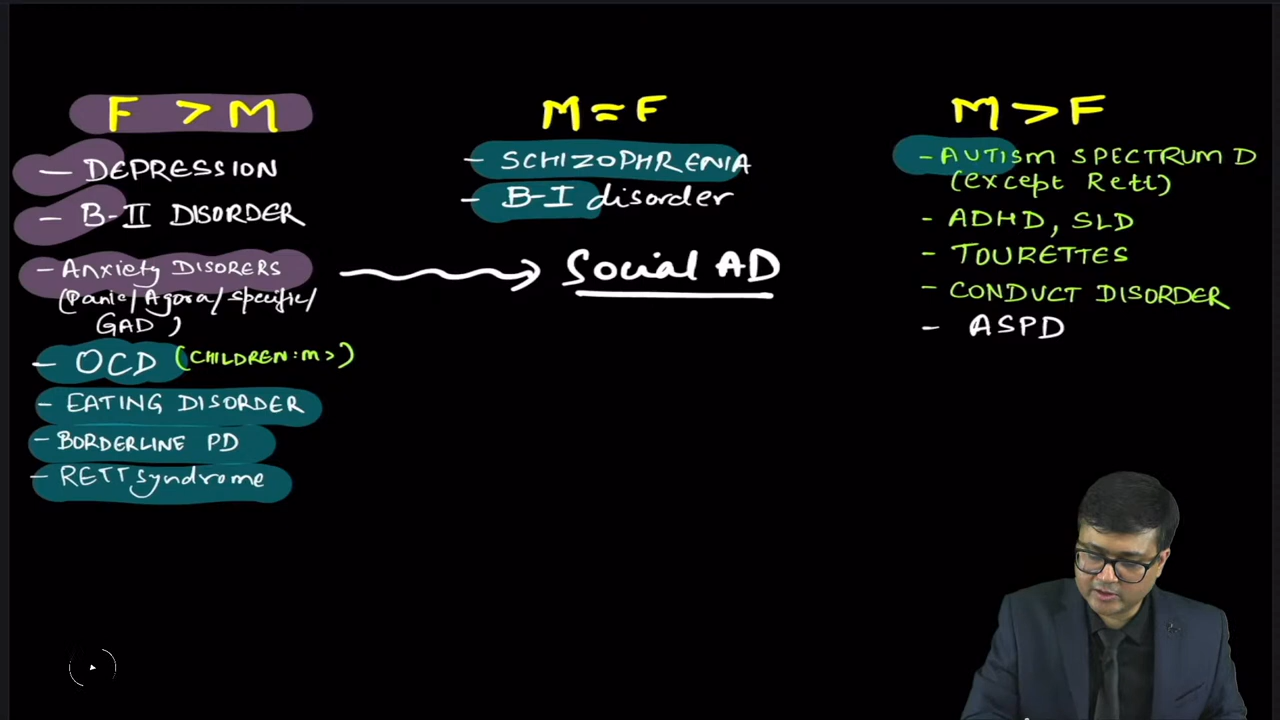 F > M
— DEPRESSION
— B-II DISORDER
- Anxiety DISORERS
(Panic/Agora/specific/
GAD)
- OCD (CHILDREN: M>)
- EATING DISORDER
- BORDERLINE PD
- RETT syndrome
M ≈ F
- SCHIZOPHRENIA
- B-I disorder
Social AD
M > F
- AUTISM SPECTRUM D
(except Rett)
- ADHD, SLD
- TOURETTES
- CONDUCT DISORDER
- ASPD